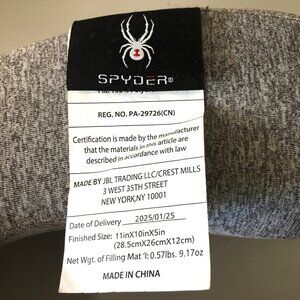 SPYDER®
REG. NO. PA-29726(CN)
Certification is made by the manufacturer
that the materials in this article are
described in accordance with law
MADE BY JBL TRADING LLC/CREST MILLS
3 WEST 35TH STREET
NEW YORK,NY 10001
Date of Delivery 2025/01/25
Finished Size: 11inX10inX5in
(28.5cmX26cmX12cm)
Net Wgt. of Filling Mat 'l: 0.57lbs. 9.17oz
MADE IN CHINA